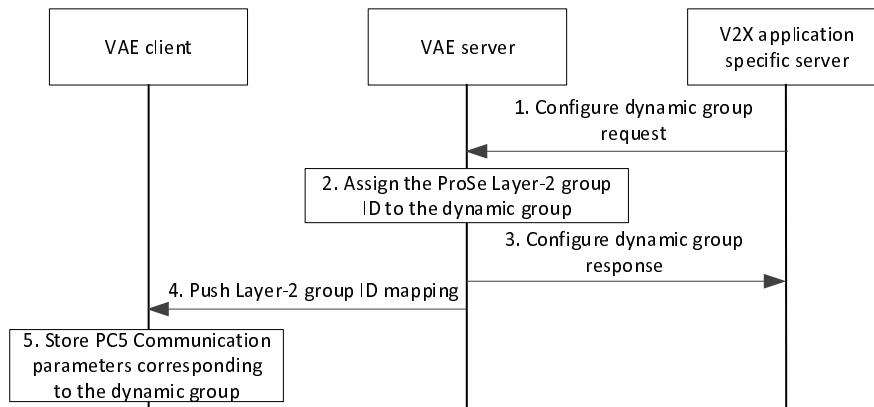 VAE client
VAE server
V2X application
specific server
1. Configure dynamic group
request
2. Assign the ProSe Layer-2 group
ID to the dynamic group
3. Configure dynamic group
response
4. Push Layer-2 group ID mapping
5. Store PC5 Communication
parameters corresponding
to the dynamic group